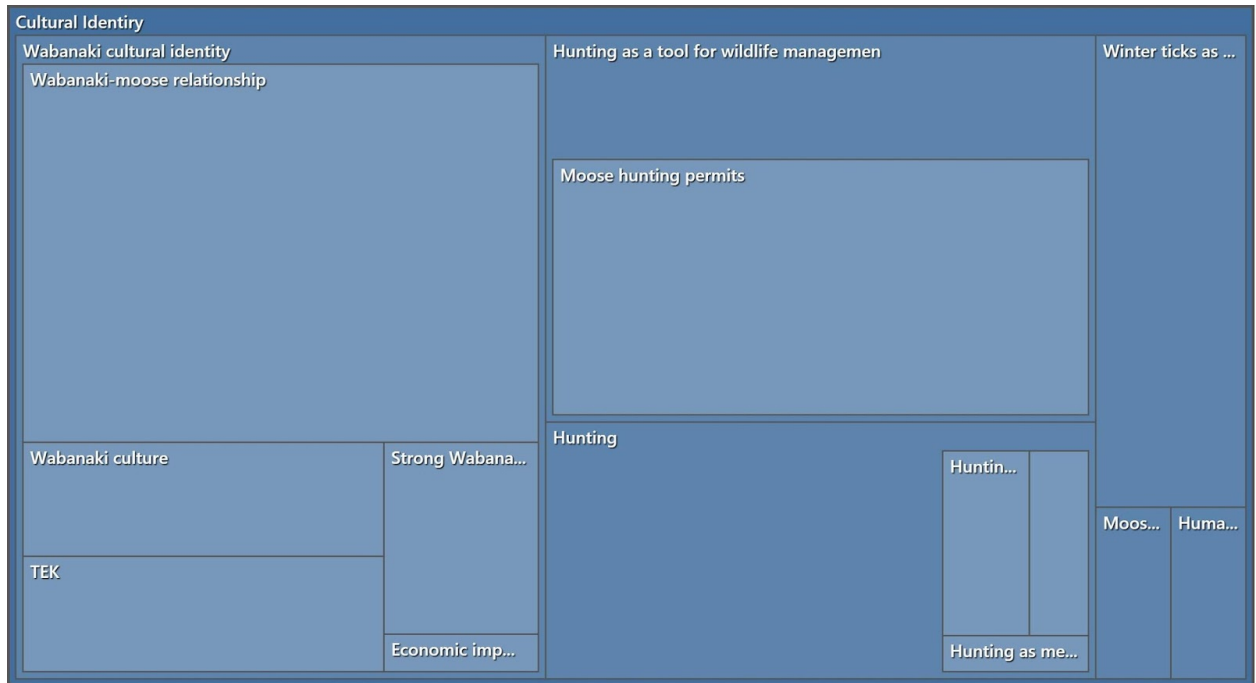 Cultural Identiry
Wabanaki cultural identity
Wabanaki-moose relationship
Wabanaki culture
TEK
Strong Wabana...
Economic imp...
Hunting as a tool for wildlife managemen
Moose hunting permits
Hunting
Huntin...
Hunting as me...
Winter ticks as ...
Moos...
Huma...